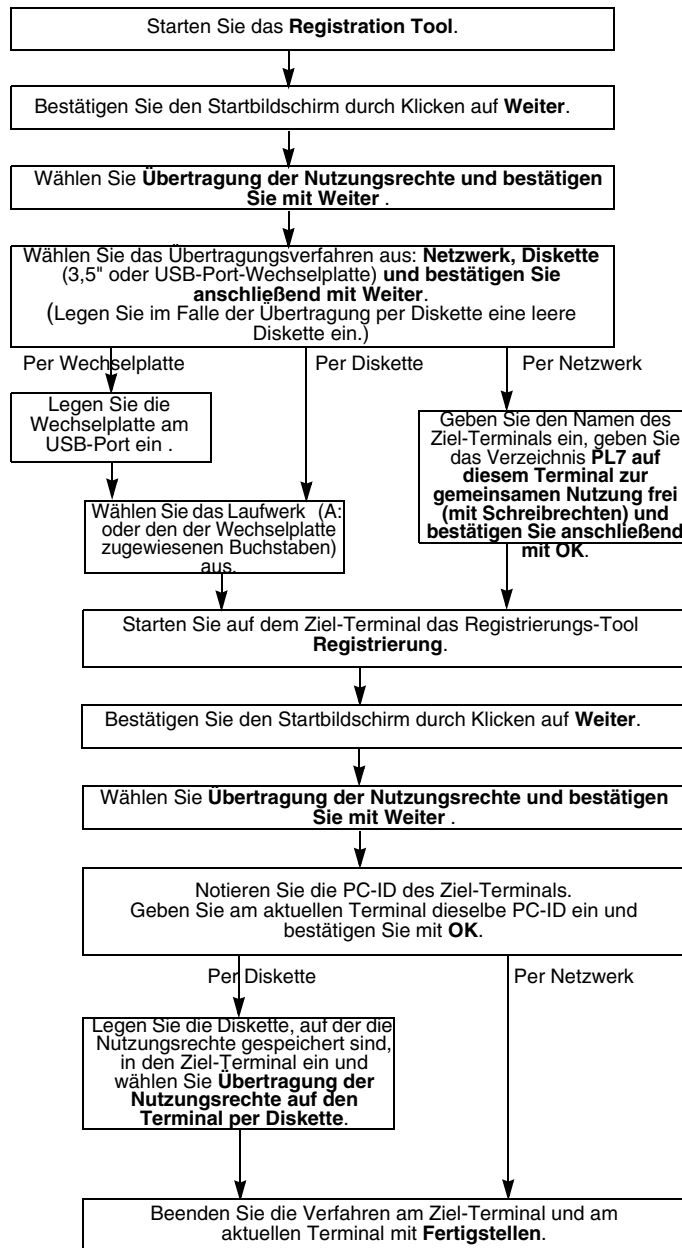 Starten Sie das Registration Tool.
Bestätigen Sie den Startbildschirm durch Klicken auf Weiter.
Wählen Sie Übertragung der Nutzungsrechte und bestätigen
Sie mit Weiter .
Wählen Sie das Übertragungsverfahren aus: Netzwerk, Diskette
(3,5" oder USB-Port-Wechselplatte) und bestätigen Sie
anschließend mit Weiter.
(Legen Sie im Falle der Übertragung per Diskette eine leere
Diskette ein.)
Per Wechselplatte
Per Diskette
Per Netzwerk
Legen Sie die
Wechselplatte am
USB-Port ein .
Geben Sie den Namen des
Ziel-Terminals ein, geben Sie
das Verzeichnis PL7 auf
diesem Terminal zur
gemeinsamen Nutzung frei
(mit Schreibrechten) und
bestätigen Sie anschließend
mit OK.
Wählen Sie das Laufwerk (A:
oder den der Wechselplatte
zugewiesenen Buchstaben)
aus.
Starten Sie auf dem Ziel-Terminal das Registrierungs-Tool
Registrierung.
Bestätigen Sie den Startbildschirm durch Klicken auf Weiter.
Wählen Sie Übertragung der Nutzungsrechte und bestätigen
Sie mit Weiter .
Notieren Sie die PC-ID des Ziel-Terminals.
Geben Sie am aktuellen Terminal dieselbe PC-ID ein und
bestätigen Sie mit OK.
Per Diskette
Per Netzwerk
Legen Sie die Diskette, auf der die
Nutzungsrechte gespeichert sind,
in den Ziel-Terminal ein und
wählen Sie Übertragung der
Nutzungsrechte auf den
Terminal per Diskette.
Beenden Sie die Verfahren am Ziel-Terminal und am
aktuellen Terminal mit Fertigstellen.